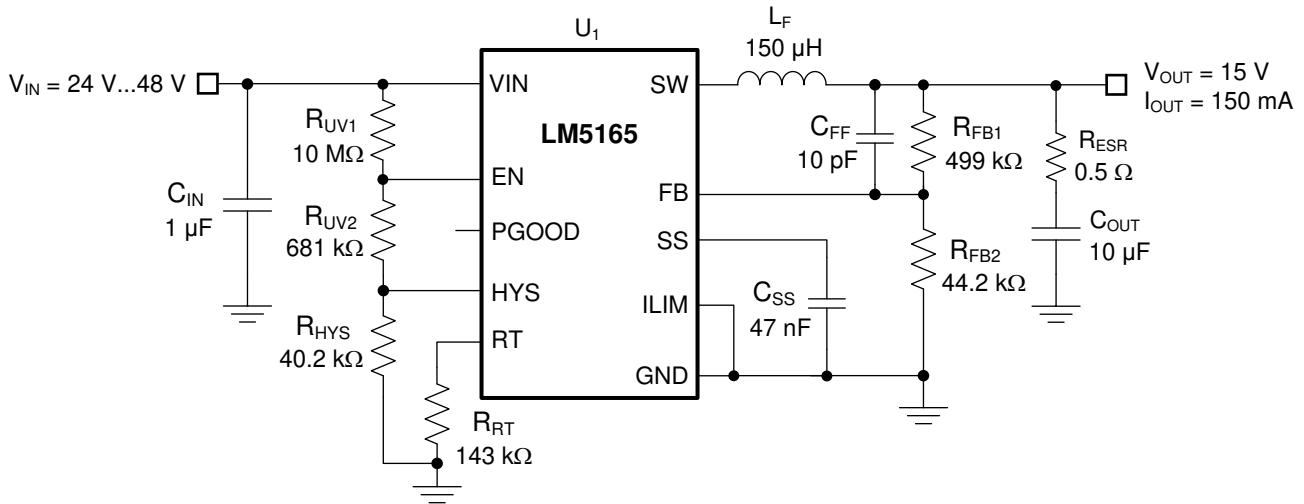 U1
LF
150 µH
VIN = 24 V...48 V
VIN
SW
VOUT = 15 V
IOUT = 150 mA
RUV1
10 MΩ
LM5165
CFF
10 pF
RFB1
499 kΩ
RESR
0.5 Ω
EN
FB
CIN
1 µF
RUV2
681 kΩ
PGOOD
SS
RFB2
44.2 kΩ
COUT
10 µF
HYS
ILIM
CSS
47 nF
RHYS
40.2 kΩ
RT
GND
RRT
143 kΩ